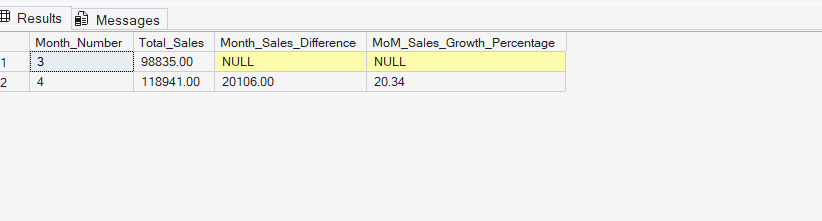 Results Messages
Month_Number Total_Sales Month_Sales_Difference MoM_Sales_Growth_Percentage
1 3 98835.00 NULL NULL
2 4 118941.00 20106.00 20.34